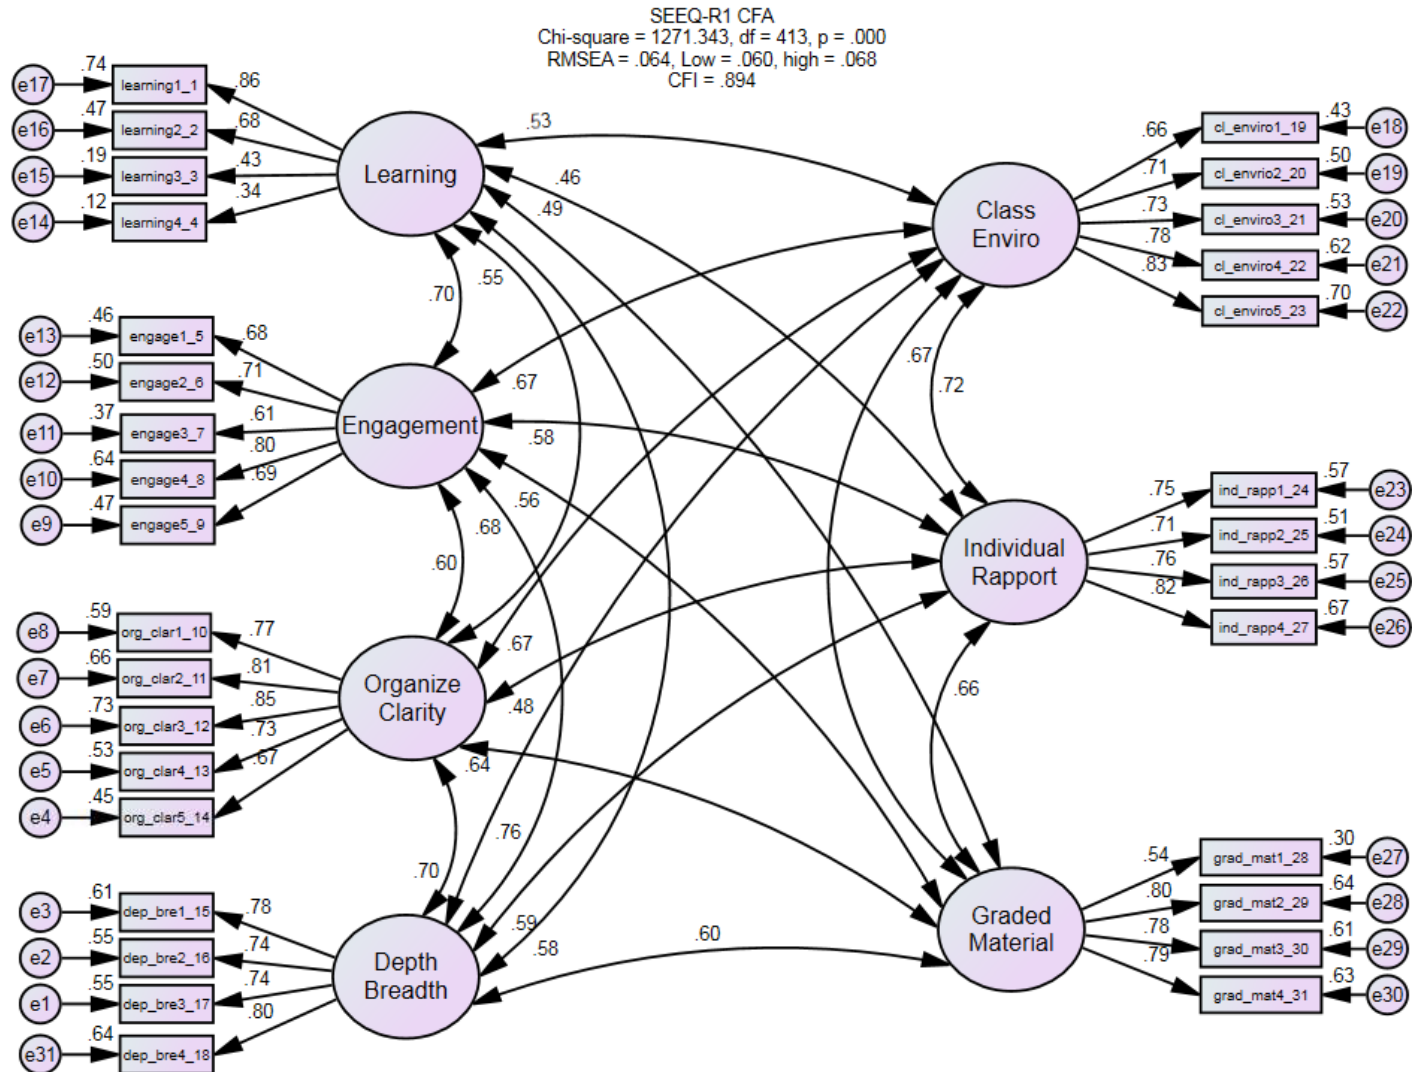 SEEQ-R1 CFA
Chi-square = 1271.343, df = 413, p = .000
RMSEA = .064, Low = .060, high = .068
CFI = .894
e17 .74 learning1_1 .86
e16 .47 learning2_2 .68
e15 .19 learning3_3 .43
e14 .12 learning4_4 .34
Learning
e13 .46 engage1_5 .68
e12 .50 engage2_6 .71
e11 .37 engage3_7 .61
e10 .64 engage4_8 .80
e9 .47 engage5_9 .69
Engagement
e8 .59 org_clar1_10 .77
e7 .66 org_clar2_11 .81
e6 .73 org_clar3_12 .85
e5 .53 org_clar4_13 .73
e4 .45 org_clar5_14 .67
Organize
Clarity
e3 .61 dep_bre1_15 .78
e2 .55 dep_bre2_16 .74
e1 .55 dep_bre3_17 .74
e31 .64 dep_bre4_18 .80
Depth
Breadth
.53
.46
.49
.55
.70
.67
.58
.56
.68
.60
.67
.48
.64
.76
.70
.59
.58
.60
.67
.72
.66
Class
Enviro
.66 cl_enviro1_19 .43 e18
.71 cl_envrio2_20 .50 e19
.73 cl_enviro3_21 .53 e20
.78 cl_enviro4_22 .62 e21
.83 cl_enviro5_23 .70 e22
Individual
Rapport
.75 ind_rapp1_24 .57 e23
.71 ind_rapp2_25 .51 e24
.76 ind_rapp3_26 .57 e25
.82 ind_rapp4_27 .67 e26
Graded
Material
.54 grad_mat1_28 .30 e27
.80 grad_mat2_29 .64 e28
.78 grad_mat3_30 .61 e29
.79 grad_mat4_31 .63 e30